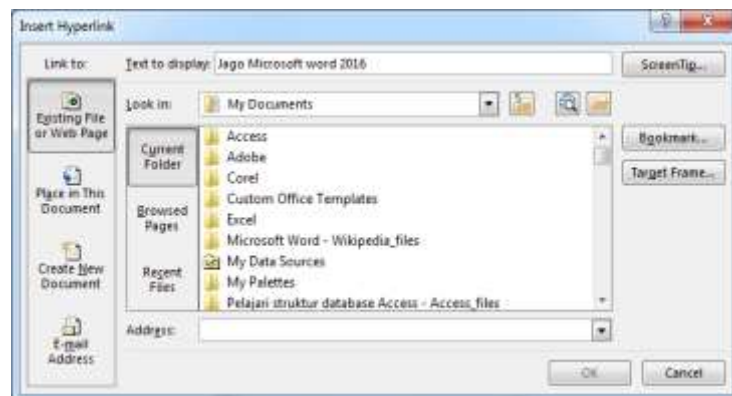 Insert Hyperlink
Link to:
Text to display: Jago Microsoft word 2016
ScreenTip...
Existing File
or Web Page
Look in: My Documents
Current
Folder
Access
Adobe
Corel
Custom Office Templates
Excel
Microsoft Word - Wikipedia_files
My Data Sources
My Palettes
Pelajari struktur database Access - Access_files
Bookmark...
Target Frame...
Place in This
Document
Browsed
Pages
Create New
Document
Recent
Files
E-mail
Address
Address:
OK
Cancel